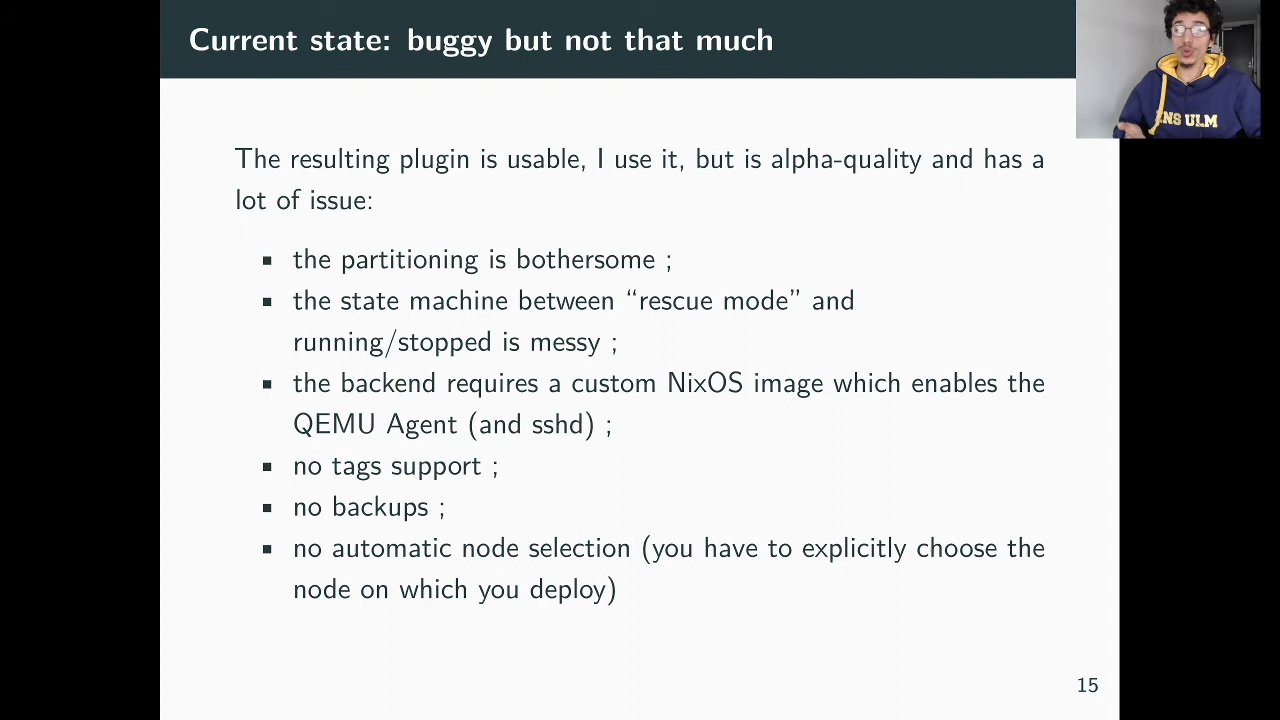 Current state: buggy but not that much
The resulting plugin is usable, I use it, but is alpha-quality and has a
lot of issue:
▪ the partitioning is bothersome ;
▪ the state machine between “rescue mode” and
running/stopped is messy ;
▪ the backend requires a custom NixOS image which enables the
QEMU Agent (and sshd) ;
▪ no tags support ;
▪ no backups ;
▪ no automatic node selection (you have to explicitly choose the
node on which you deploy)
15
ENS ULM